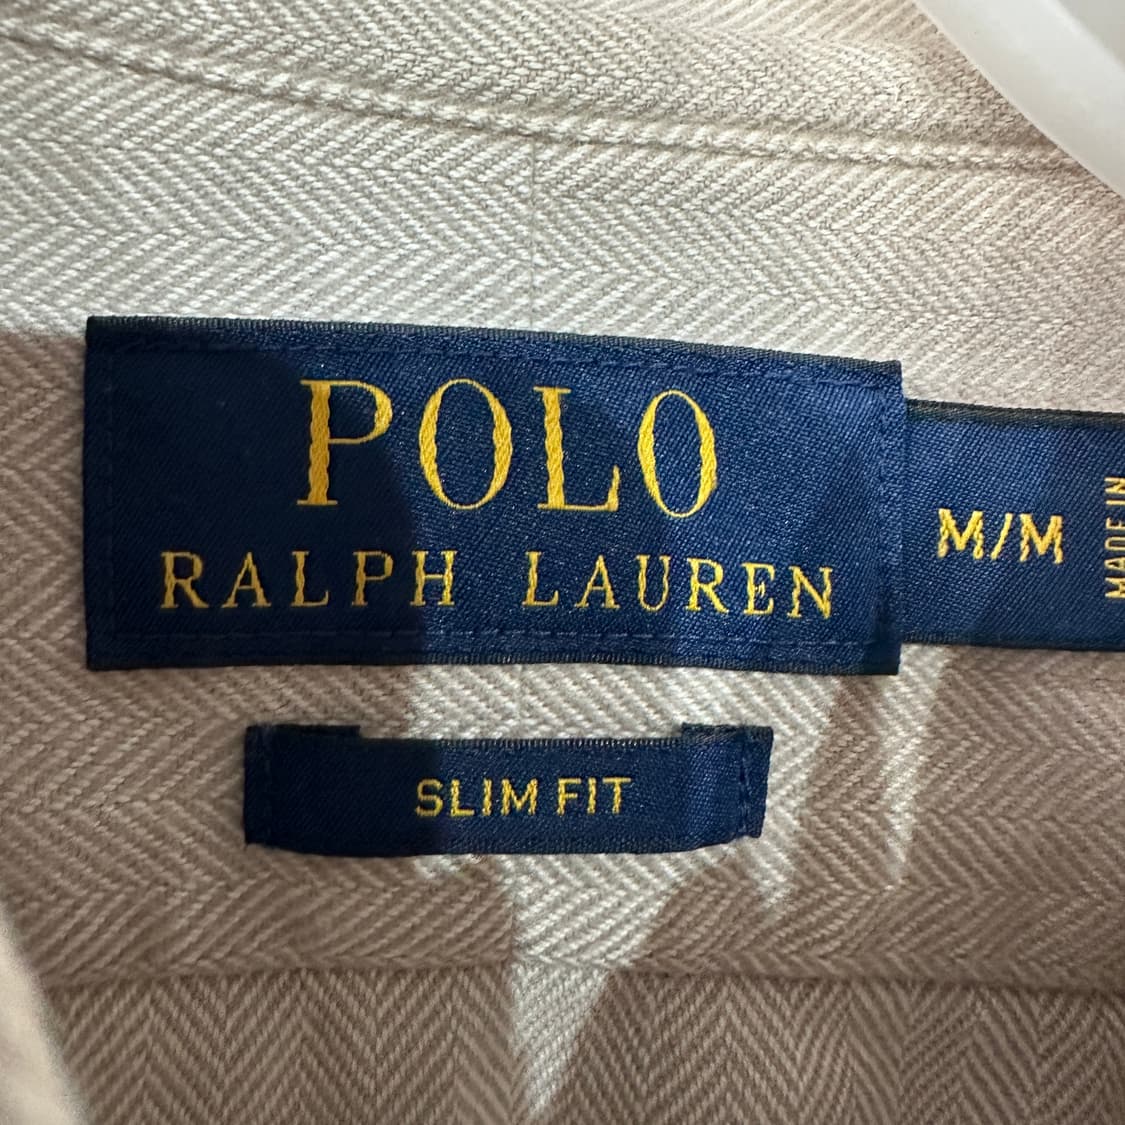 POLO
RALPH LAUREN
M/M
MADE IN
SLIM FIT